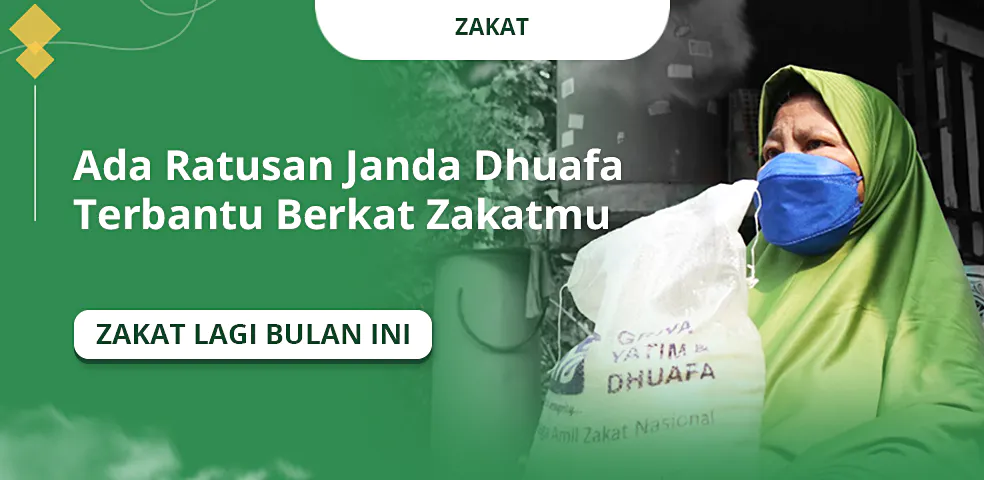 ZAKAT
Ada Ratusan Janda Dhuafa
Terbantu Berkat Zakatmu
ZAKAT LAGI BULAN INI
YATIM &
DHUAFA
Amil Zakat Nasional